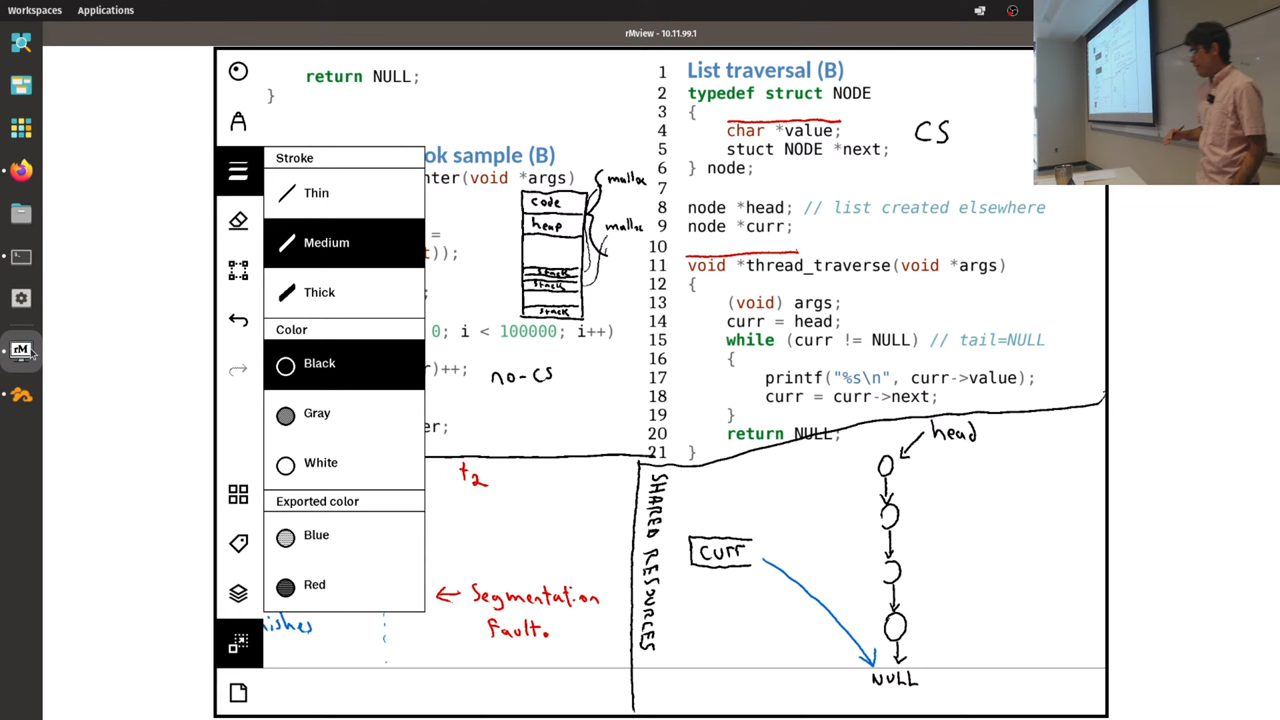 Workspaces Applications
rMview - 10.11.99.1
return NULL;
}
ok sample (B)
nter(void *args)
=
t));
;
0; i < 100000; i++)
r)++;
er;
no-CS
code
heap
stack
stack
stack
malloc
malloc
Stroke
Thin
Medium
Thick
Color
Black
Gray
White
Exported color
Blue
Red
1 List traversal (B)
2 typedef struct NODE
3 {
4 char *value;
5 stuct NODE *next;
6 } node;
7
8 node *head; // list created elsewhere
9 node *curr;
10
11 void *thread_traverse(void *args)
12 {
13 (void) args;
14 curr = head;
15 while (curr != NULL) // tail=NULL
16 {
17 printf("%s\n", curr->value);
18 curr = curr->next;
19 }
20 return NULL;
21 }
CS
t2
← Segmentation
fault.
ishes
SHARED RESOURCES
curr
head
NULL
rM